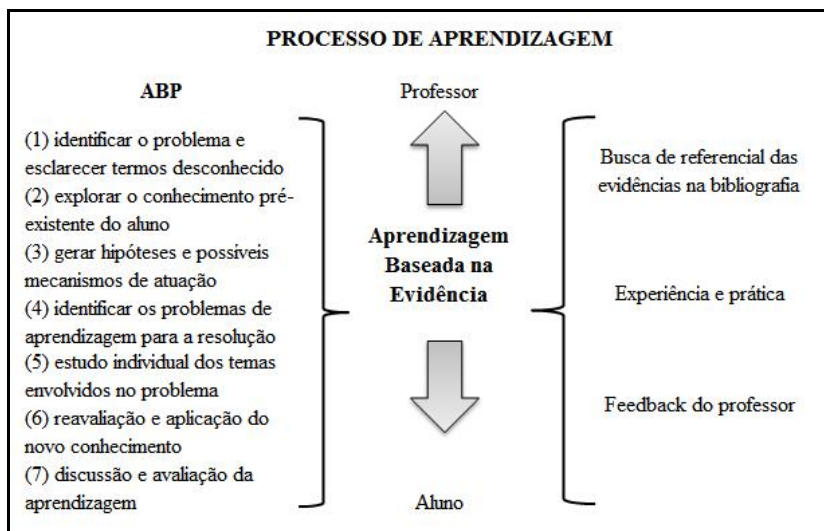 PROCESSO DE APRENDIZAGEM
ABP
(1) identificar o problema e
esclarecer termos desconhecido
(2) explorar o conhecimento pré-
existente do aluno
(3) gerar hipóteses e possíveis
mecanismos de atuação
(4) identificar os problemas de
aprendizagem para a resolução
(5) estudo individual dos temas
envolvidos no problema
(6) reavaliação e aplicação do
novo conhecimento
(7) discussão e avaliação da
aprendizagem
Professor
Aprendizagem
Baseada na
Evidência
Aluno
Busca de referencial das
evidências na bibliografia
Experiência e prática
Feedback do professor